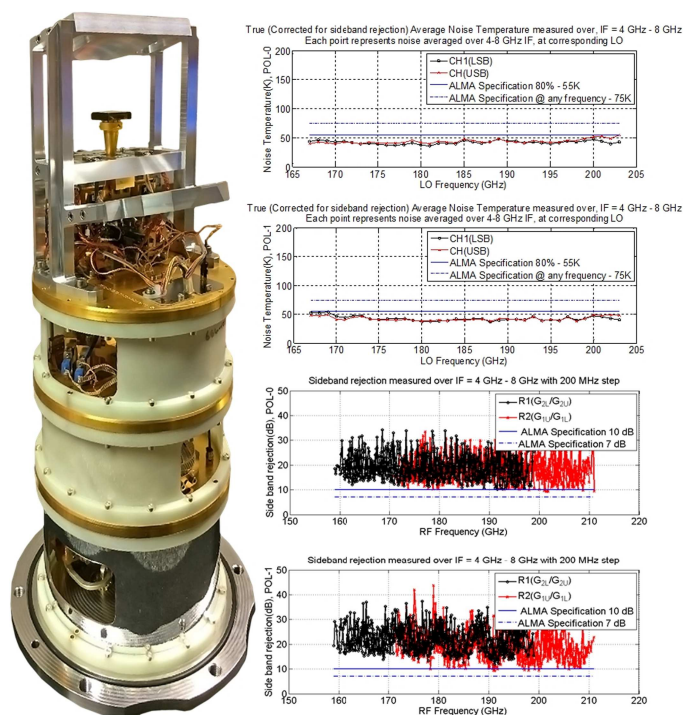 True (Corrected for sideband rejection) Average Noise Temperature measured over, IF = 4 GHz - 8 GHz
Each point represents noise averaged over 4-8 GHz IF, at corresponding LO
Noise Temperature(K), POL-0
200
150
100
50
0
CH1(LSB)
CH(USB)
ALMA Specification 80% - 55K
ALMA Specification @ any frequency - 75K
165 170 175 180 185 190 195 200 205
LO Frequency (GHz)
True (Corrected for sideband rejection) Average Noise Temperature measured over, IF = 4 GHz - 8 GHz
Each point represents noise averaged over 4-8 GHz IF, at corresponding LO
Noise Temperature(K), POL-1
200
150
100
50
0
CH1(LSB)
CH(USB)
ALMA Specification 80% - 55K
ALMA Specification @ any frequency - 75K
165 170 175 180 185 190 195 200 205
LO Frequency (GHz)
Sideband rejection measured over IF = 4 GHz - 8 GHz with 200 MHz step
Side band rejection(dB), POL-0
50
40
30
20
10
0
R1(G2L/G2U)
R2(G1U/G1L)
ALMA Specification 10 dB
ALMA Specification 7 dB
150 160 170 180 190 200 210 220
RF Frequency (GHz)
Sideband rejection measured over IF = 4 GHz - 8 GHz with 200 MHz step
Side band rejection(dB), POL-1
50
40
30
20
10
0
R1(G2L/G2U)
R2(G1U/G1L)
ALMA Specification 10 dB
ALMA Specification 7 dB
150 160 170 180 190 200 210 220
RF Frequency (GHz)